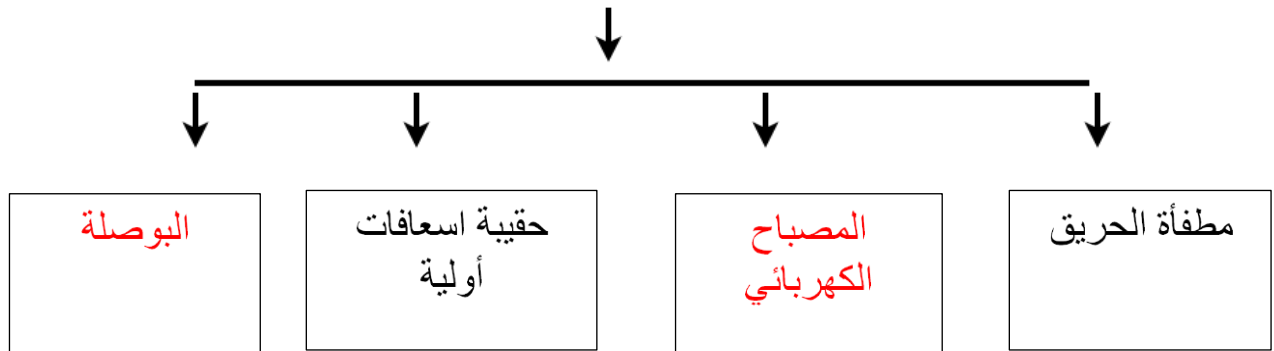 مطفأة الحريق
المصباح
الكهربائي
حقيبة اسعافات
أولية
البوصلة